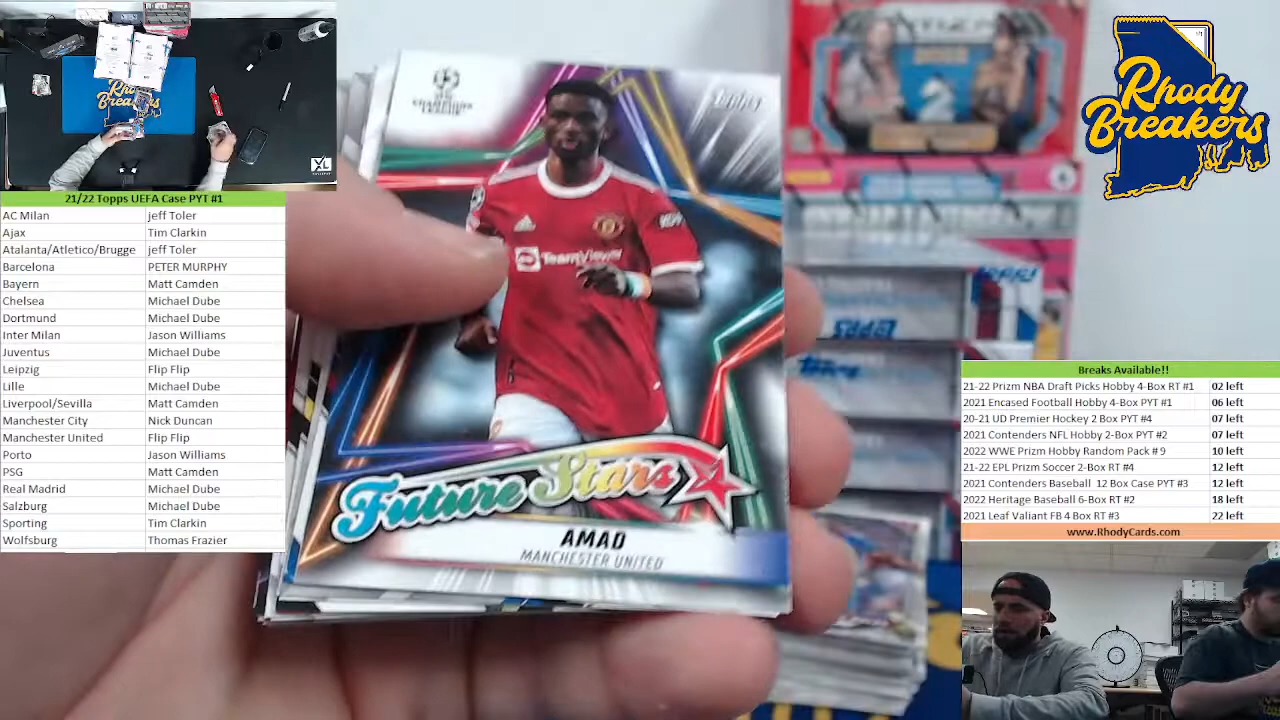 21/22 Topps UEFA Case PYT #1
AC Milan jeff Toler
Ajax Tim Clarkin
Atalanta/Atletico/Brugge jeff Toler
Barcelona PETER MURPHY
Bayern Matt Camden
Chelsea Michael Dube
Dortmund Michael Dube
Inter Milan Jason Williams
Juventus Michael Dube
Leipzig Flip Flip
Lille Michael Dube
Liverpool/Sevilla Matt Camden
Manchester City Nick Duncan
Manchester United Flip Flip
Porto Jason Williams
PSG Matt Camden
Real Madrid Michael Dube
Salzburg Michael Dube
Sporting Tim Clarkin
Wolfsburg Thomas Frazier
Rhody
Breakers
XL
CHAMPIONS
LEAGUE
topps
TeamViewer
Future Stars
AMAD
MANCHESTER UNITED
PRIZM
2
topps
Rhody
Breakers
Breaks Available!!
21-22 Prizm NBA Draft Picks Hobby 4-Box RT #1 02 left
2021 Encased Football Hobby 4-Box PYT #1 06 left
20-21 UD Premier Hockey 2 Box PYT #4 07 left
2021 Contenders NFL Hobby 2-Box PYT #2 07 left
2022 WWE Prizm Hobby Random Pack # 9 10 left
21-22 EPL Prizm Soccer 2-Box RT #4 12 left
2021 Contenders Baseball 12 Box Case PYT #3 12 left
2022 Heritage Baseball 6-Box RT #2 18 left
2021 Leaf Valiant FB 4 Box RT #3 22 left
www.RhodyCards.com